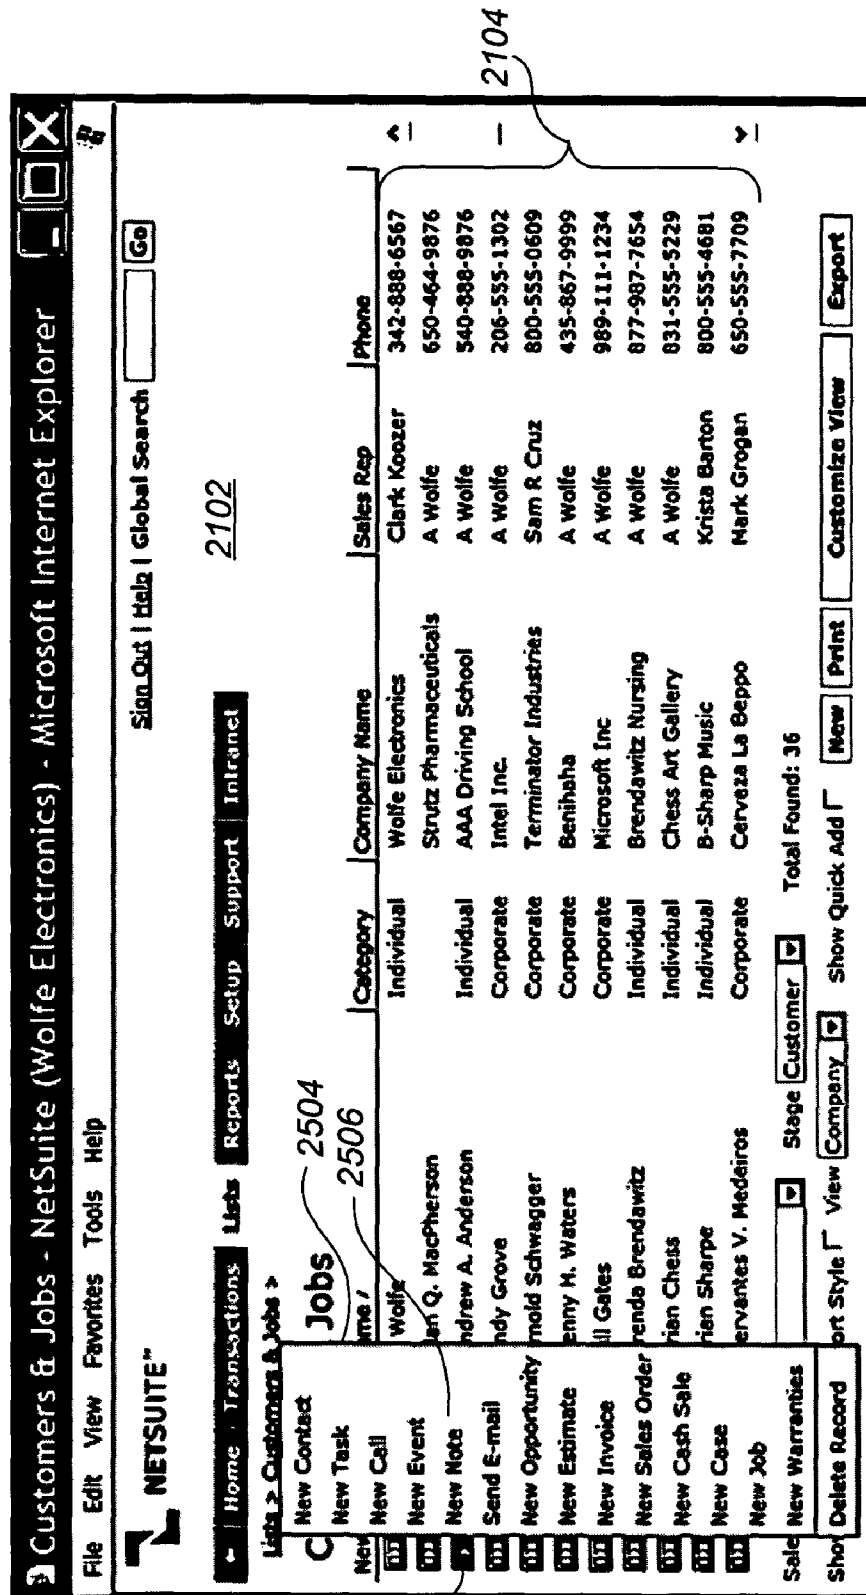 Customers & Jobs - NetSuite (Wolfe Electronics) - Microsoft Internet Explorer
File Edit View Favorites Tools Help
NETSUITE"
Sign Out | Help | Global Search Go
Home Transactions Lists Reports Setup Support Intranet
2102
Lists > Customers & Jobs >
2504
C Jobs
2506
New me / Category Company Name Sales Rep Phone
2104
Wolfe Individual Wolfe Electronics Clark Koozer 342-888-6567
an Q. MacPherson Strutz Pharmaceuticals A Wolfe 650-464-9876
ndrew A. Anderson Individual AAA Driving School A Wolfe 540-888-9876
ndy Grove Corporate Intel Inc. A Wolfe 206-555-1302
rnold Schwagger Corporate Terminator Industries Sam R Cruz 800-555-0609
enny H. Waters Corporate Benihaha A Wolfe 435-867-9999
ll Gates Corporate Microsoft Inc A Wolfe 989-111-1234
renda Brendawitz Individual Brendawitz Nursing A Wolfe 877-987-7654
rian Chess Individual Chess Art Gallery A Wolfe 831-555-5229
rian Sharpe Individual B-Sharp Music Krista Barton 800-555-4681
ervantes V. Medeiros Corporate Cerveza La Beppo Mark Grogan 650-555-7709
New Contact
New Task
New Call
New Event
New Note
Send E-mail
New Opportunity
New Estimate
New Invoice
New Sales Order
New Cash Sale
New Case
New Job
New Warranties
Delete Record
Sale Stage Customer Total Found: 36
Show ort Style View Company Show Quick Add New Print Customize View Export